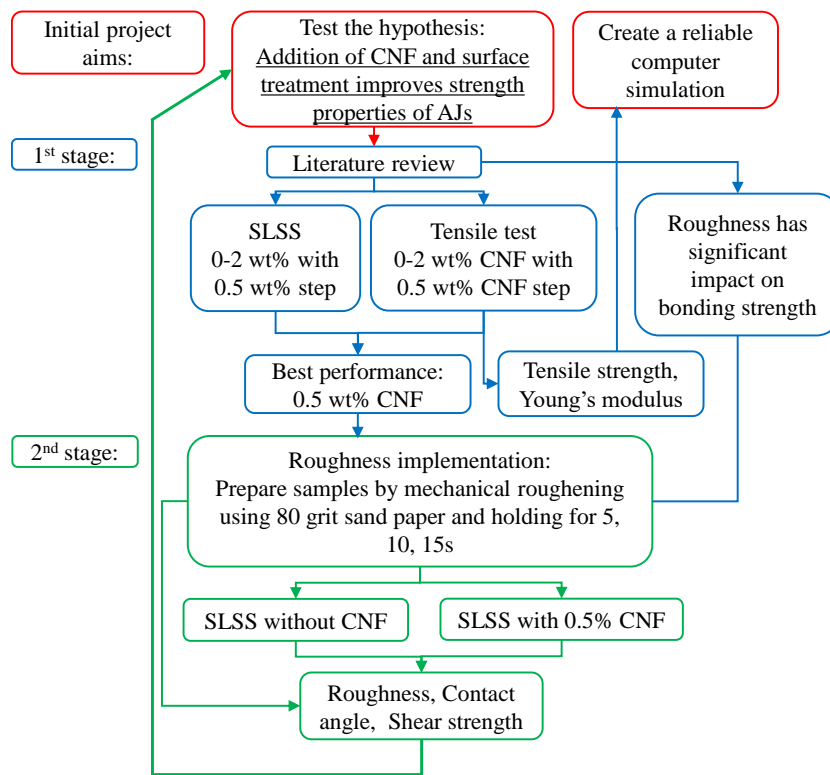 Initial project
aims:
Test the hypothesis:
Addition of CNF and surface
treatment improves strength
properties of AJs
Create a reliable
computer
simulation
1st stage:
Literature review
SLSS
0-2 wt% with
0.5 wt% step
Tensile test
0-2 wt% CNF with
0.5 wt% CNF step
Roughness has
significant
impact on
bonding strength
Best performance:
0.5 wt% CNF
Tensile strength,
Young's modulus
2nd stage:
Roughness implementation:
Prepare samples by mechanical roughening
using 80 grit sand paper and holding for 5,
10, 15s
SLSS without CNF
SLSS with 0.5% CNF
Roughness, Contact
angle, Shear strength